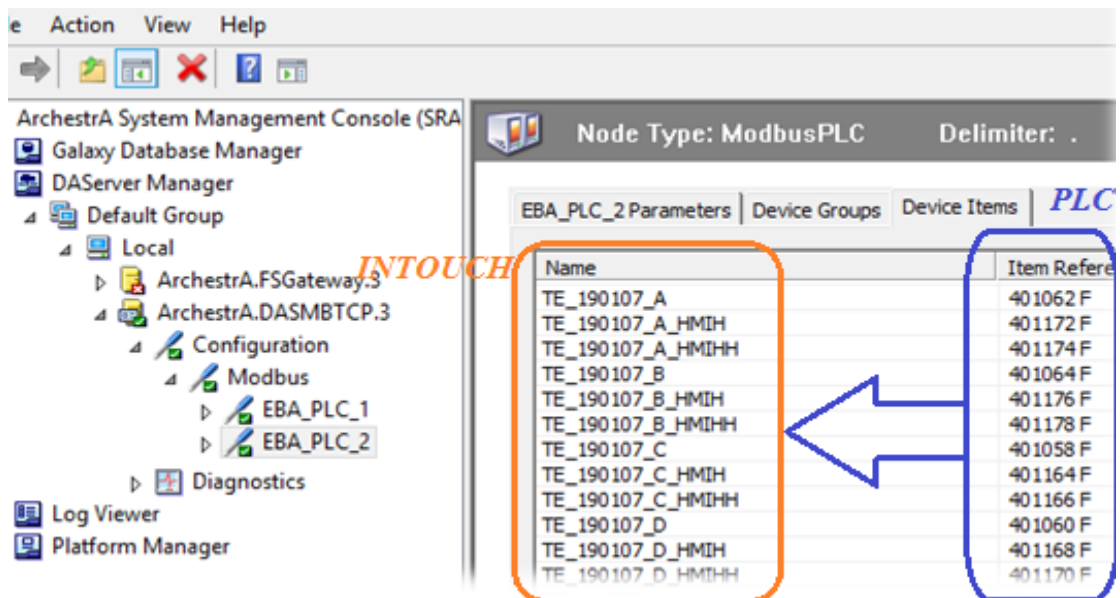 e Action View Help
ArchestrA System Management Console (SRA
Galaxy Database Manager
DAServer Manager
Default Group
Local
ArchestrA.FSGateway.3
ArchestrA.DASMBTCP.3
Configuration
Modbus
EBA_PLC_1
EBA_PLC_2
Diagnostics
Log Viewer
Platform Manager
Node Type: ModbusPLC Delimiter: .
EBA_PLC_2 Parameters Device Groups Device Items PLC
INTOUCH
Name Item Refere
TE_190107_A 401062 F
TE_190107_A_HMIH 401172 F
TE_190107_A_HMIHH 401174 F
TE_190107_B 401064 F
TE_190107_B_HMIH 401176 F
TE_190107_B_HMIHH 401178 F
TE_190107_C 401058 F
TE_190107_C_HMIH 401164 F
TE_190107_C_HMIHH 401166 F
TE_190107_D 401060 F
TE_190107_D_HMIH 401168 F
TE_190107_D_HMIHH 401170 F